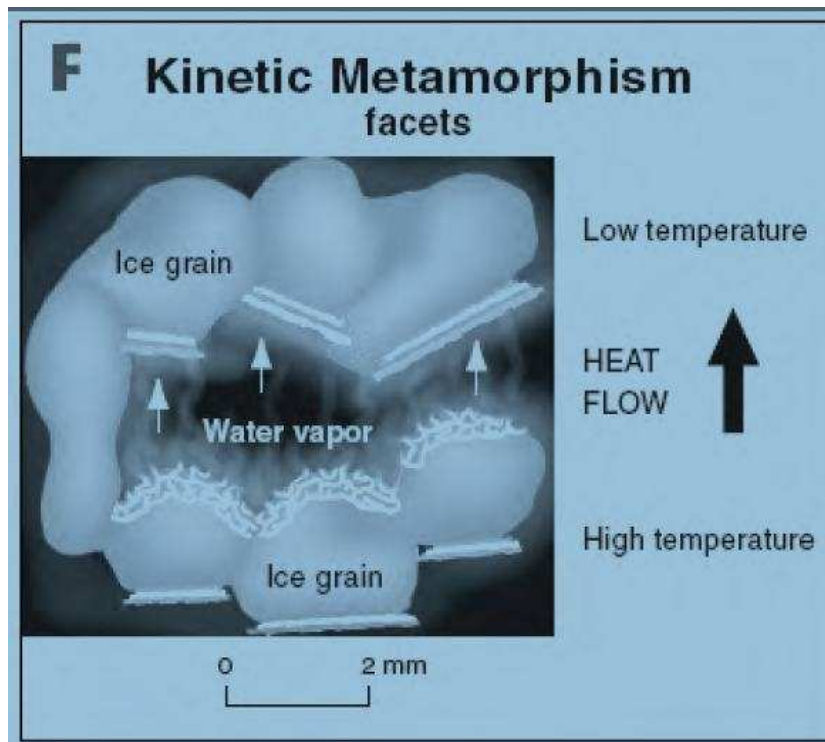 F
Kinetic Metamorphism
facets
Ice grain
Low temperature
HEAT
FLOW
Water vapor
High temperature
Ice grain
0 2 mm